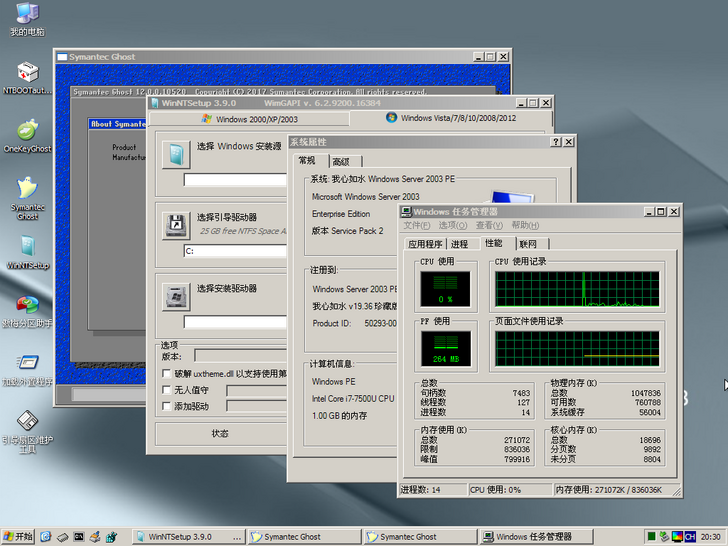 我的电脑
NTBOOTaut...
OneKeyGhost
Symantec
Ghost
WinNTSetup
加载外置程序
引导扇区维护
工具
Symantec Ghost
Symantec Ghost 12.0.0.10520 Copyright (C) 2017 Symantec Corporation. All rights reserved.
About Symante
Product
Manufactur
WinNTSetup 3.9.0 WimGAPI v. 6.2.9200.16384
Windows 2000/XP/2003
Windows Vista/7/8/10/2008/2012
选择 Windows 安装源
选择引导驱动器
25 GB free NTFS Space A
C:
选择安装驱动器
选项
版本:
破解 uxtheme.dll 以支持使用第
无人值守
添加驱动
状态
系统属性
常规
高级
系统: 我心如水 Windows Server 2003 PE
Microsoft Windows Server 2003
Enterprise Edition
版本 Service Pack 2
注册到:
Windows Server 2003 PE
我心如水 v19.36 珍藏版
Product ID: 50293-00
计算机信息:
Windows PE
Intel Core i7-7500U CPU
1.00 GB 的内存
Windows 任务管理器
文件(F) 选项(O) 查看(V) 帮助(H)
应用程序 进程 性能 联网
CPU 使用
CPU 使用记录
0 %
PF 使用
页面文件使用记录
264 MB
总数
句柄数 7483
线程数 127
进程数 14
物理内存(K)
总数 1047836
可用数 760788
系统缓存 56004
内存使用(K)
总数 271072
限制 836036
峰值 799916
核心内存(K)
总数 18696
分页数 9892
未分页 8804
进程数: 14 CPU 使用: 0% 内存使用: 271072K / 836036K
开始
WinNTSetup 3.9.0 ...
Symantec Ghost
Symantec Ghost
Windows 任务管理器
CH
20:30